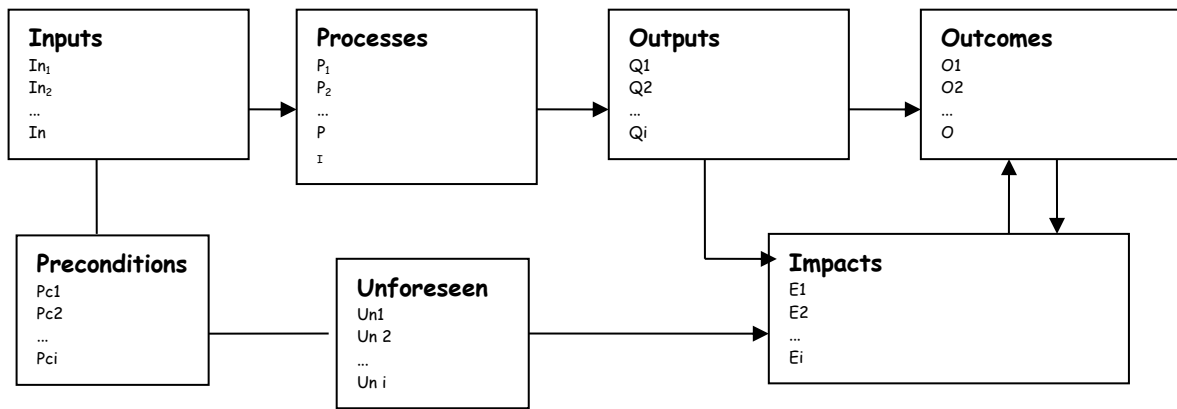 Inputs
In₁
In₂
...
In
Processes
P₁
P₂
...
P
I
Outputs
Q1
Q2
...
Qi
Outcomes
O1
O2
...
O
Preconditions
Pc1
Pc2
...
Pci
Unforeseen
Un1
Un 2
...
Un i
Impacts
E1
E2
...
Ei